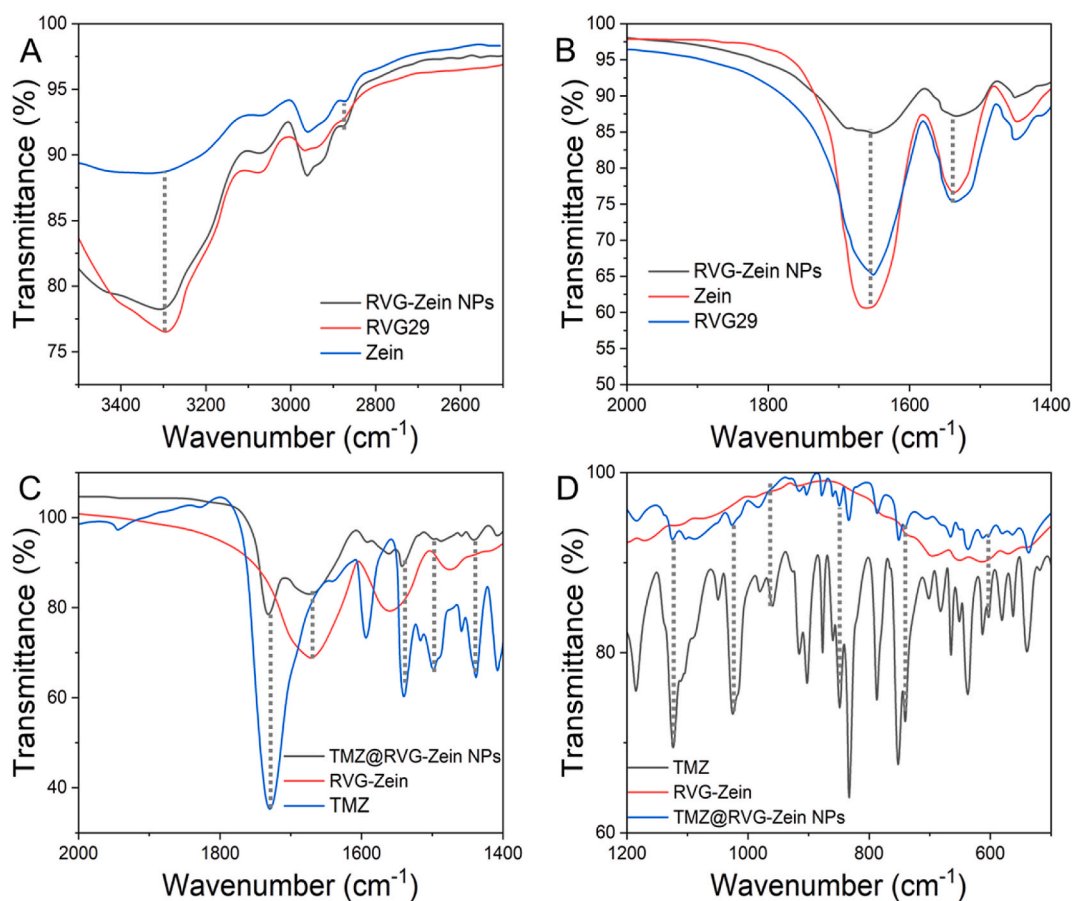 A
Transmittance (%)
100
95
90
85
80
75
RVG-Zein NPs
RVG29
Zein
3400 3200 3000 2800 2600
Wavenumber (cm-1)
B
Transmittance (%)
100
95
90
85
80
75
70
65
60
55
50
RVG-Zein NPs
Zein
RVG29
2000 1800 1600 1400
Wavenumber (cm-1)
C
Transmittance (%)
100
80
60
40
TMZ@RVG-Zein NPs
RVG-Zein
TMZ
2000 1800 1600 1400
Wavenumber (cm-1)
D
Transmittance (%)
100
80
60
TMZ
RVG-Zein
TMZ@RVG-Zein NPs
1200 1000 800 600
Wavenumber (cm-1)